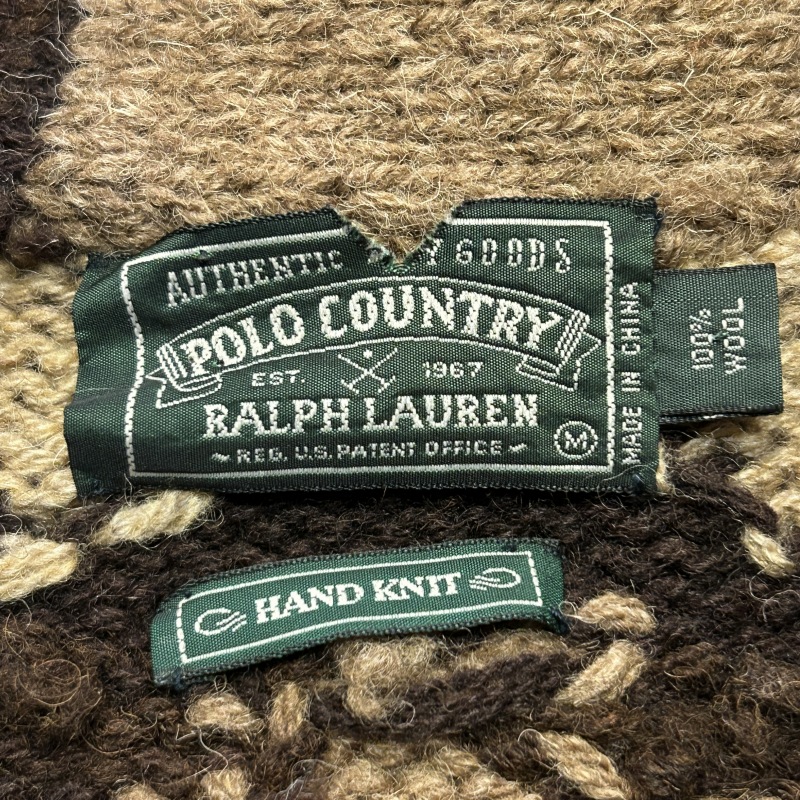 AUTHENTIC GOODS
POLO COUNTRY
EST. 1967
RALPH LAUREN
~ REG. U.S. PATENT OFFICE ~
M
MADE IN CHINA
100%
WOOL
HAND KNIT